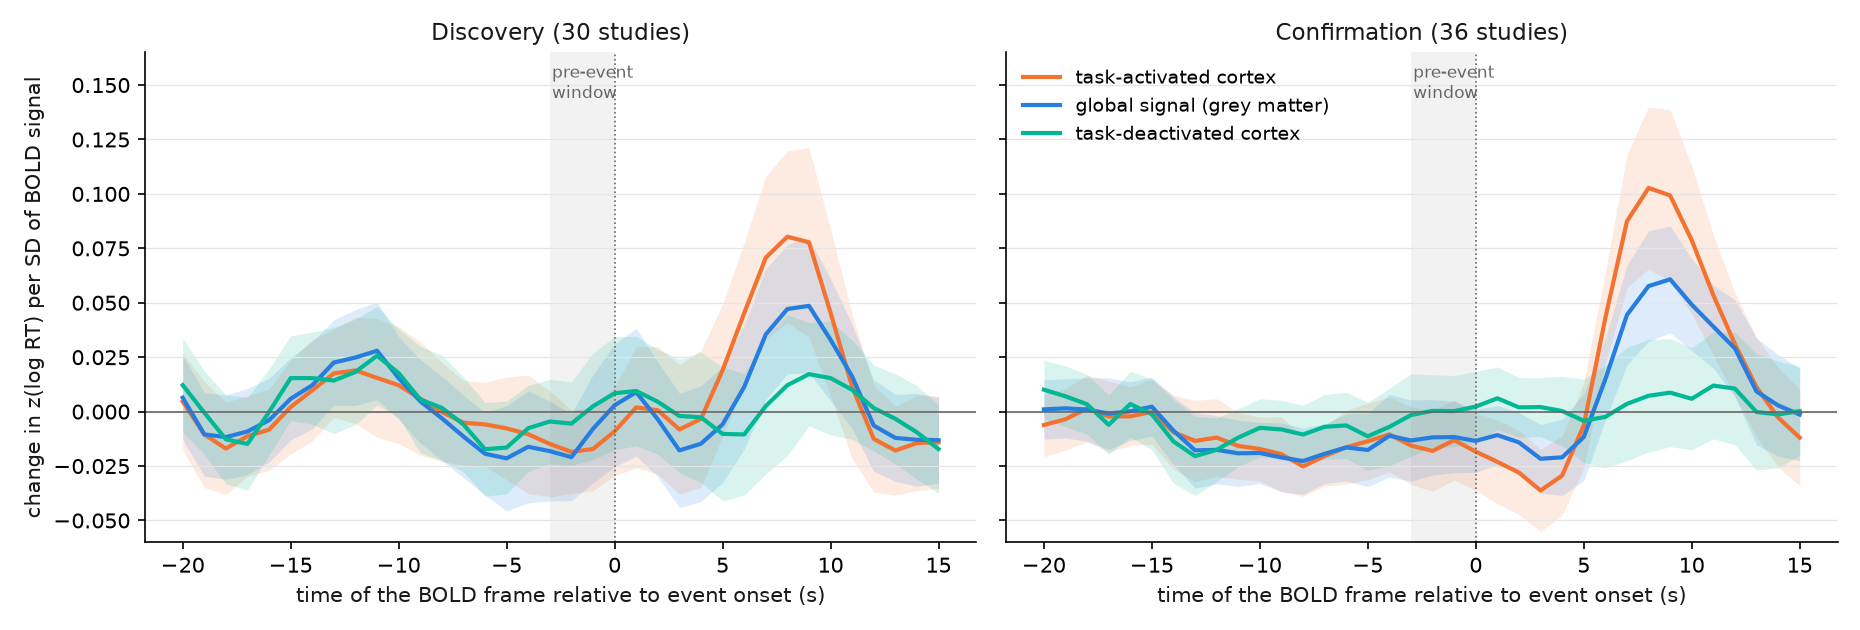 Discovery (30 studies)
Confirmation (36 studies)
change in z(log RT) per SD of BOLD signal
0.150
0.125
0.100
0.075
0.050
0.025
0.000
−0.025
−0.050
pre-event
window
−20
−15
−10
−5
0
5
10
15
time of the BOLD frame relative to event onset (s)
task-activated cortex
global signal (grey matter)
task-deactivated cortex
pre-event
window
−20
−15
−10
−5
0
5
10
15
time of the BOLD frame relative to event onset (s)